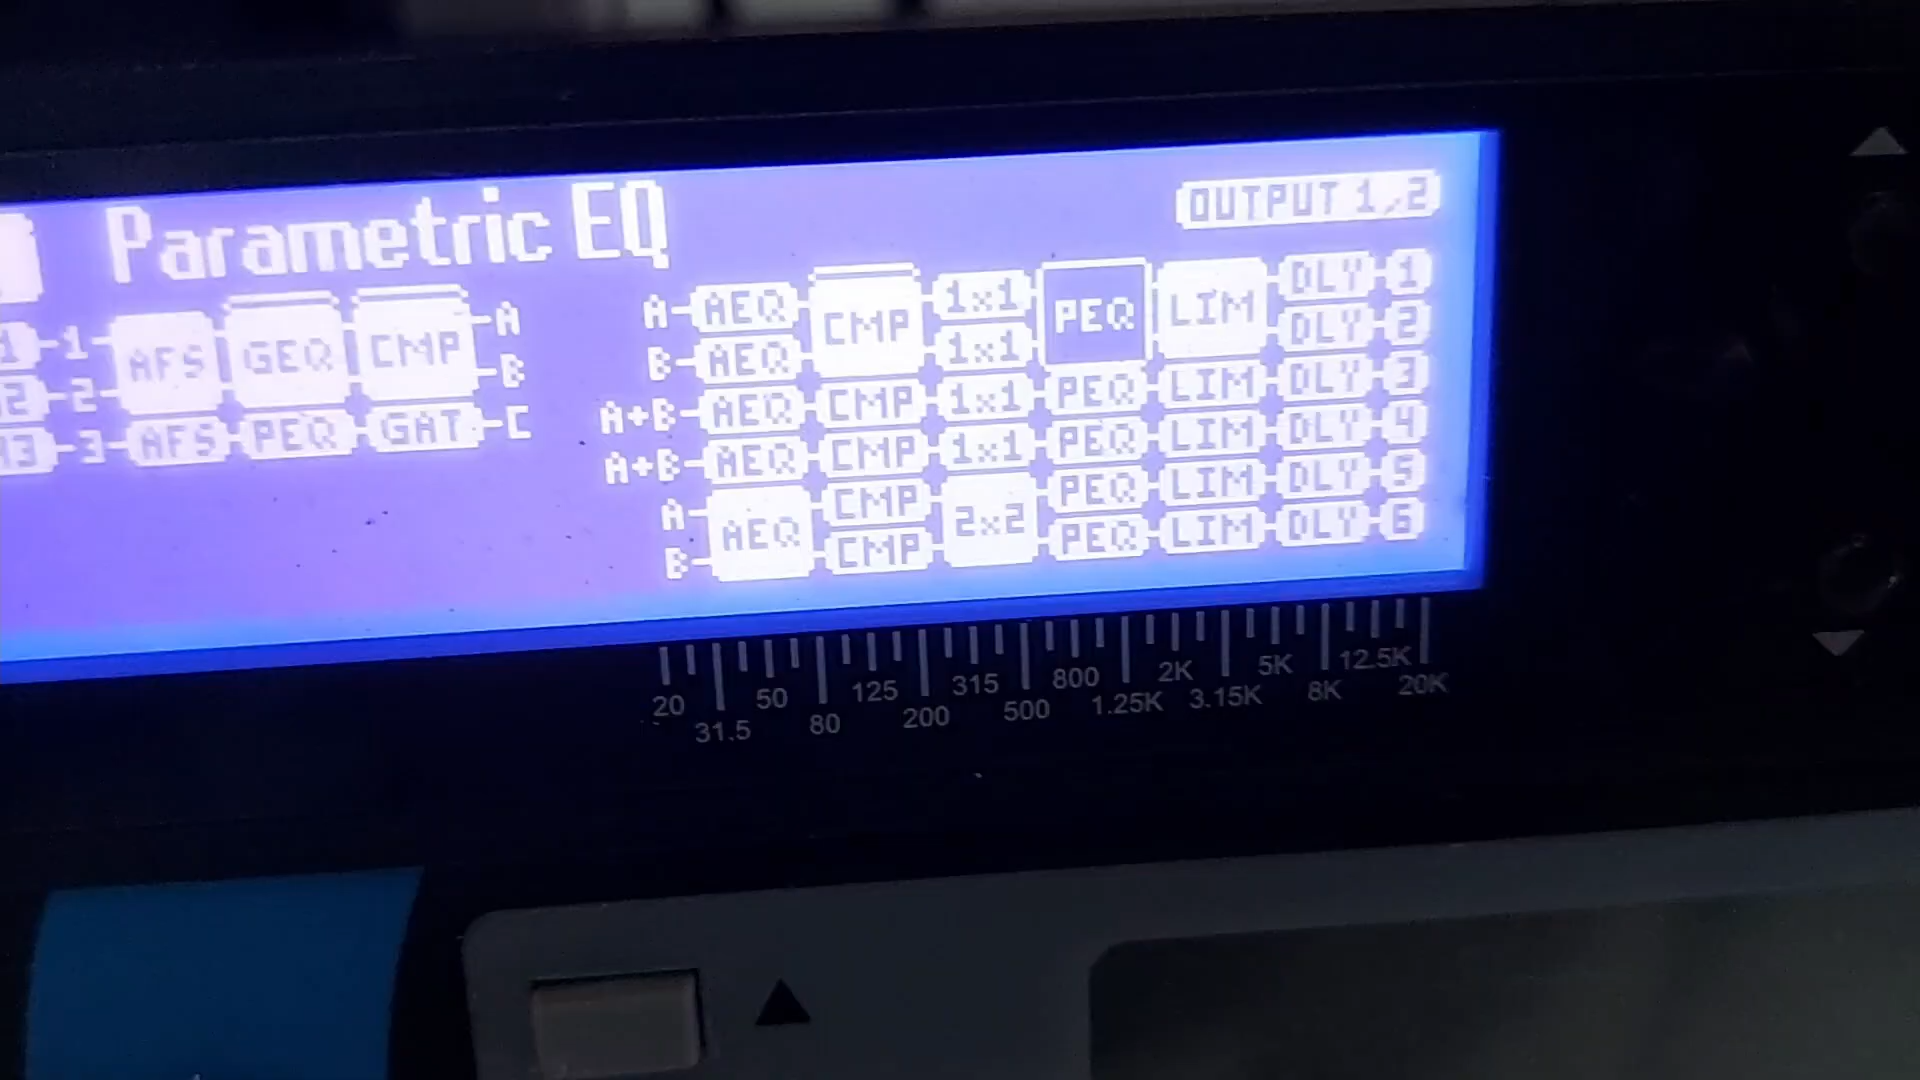 Parametric EQ OUTPUT 1,2
1 AFS GEQ CMP A A AEQ CMP 1x1 PEQ LIM DLY 1
2 B B AEQ 1x1 DLY 2
3 AFS PEQ GAT C A+B AEQ CMP 1x1 PEQ LIM DLY 3
A+B AEQ CMP 1x1 PEQ LIM DLY 4
A AEQ CMP 2x2 PEQ LIM DLY 5
B CMP PEQ LIM DLY 6
20 50 125 315 800 2K 5K 12.5K
31.5 80 200 500 1.25K 3.15K 8K 20K